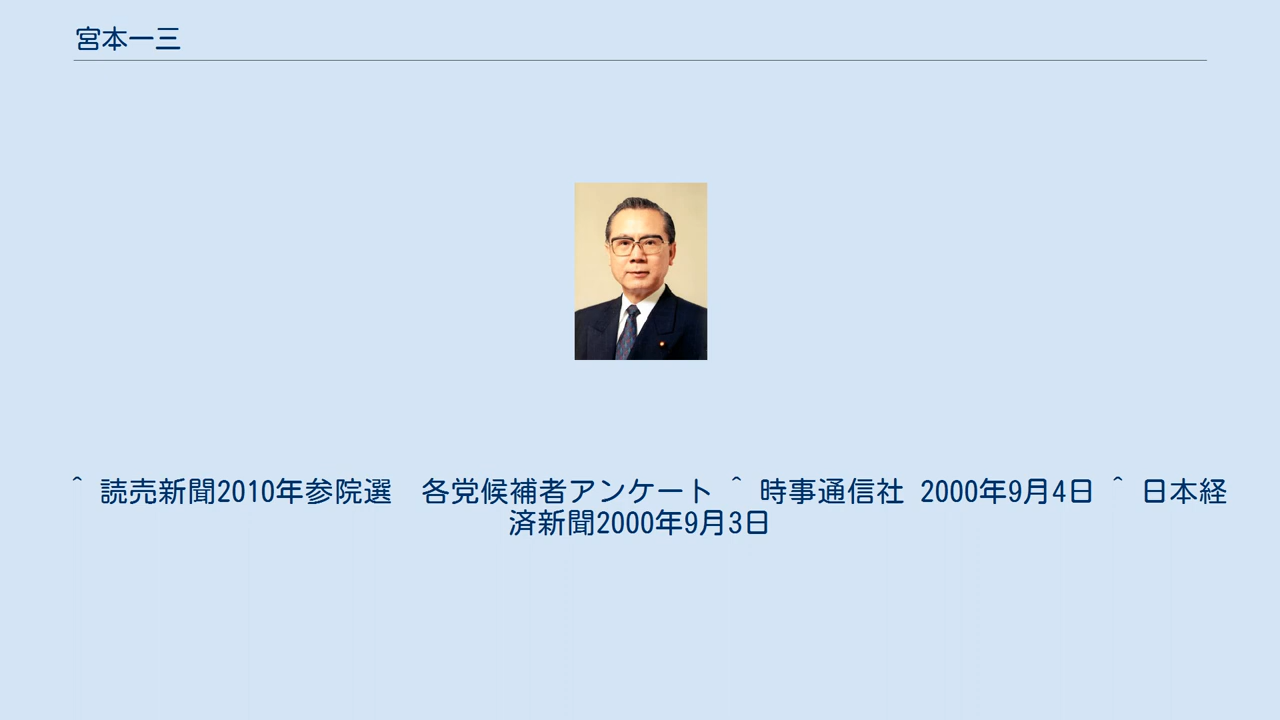 宮本一三
^ 読売新聞2010年参院選　各党候補者アンケート ^ 時事通信社 2000年9月4日 ^ 日本経
済新聞2000年9月3日